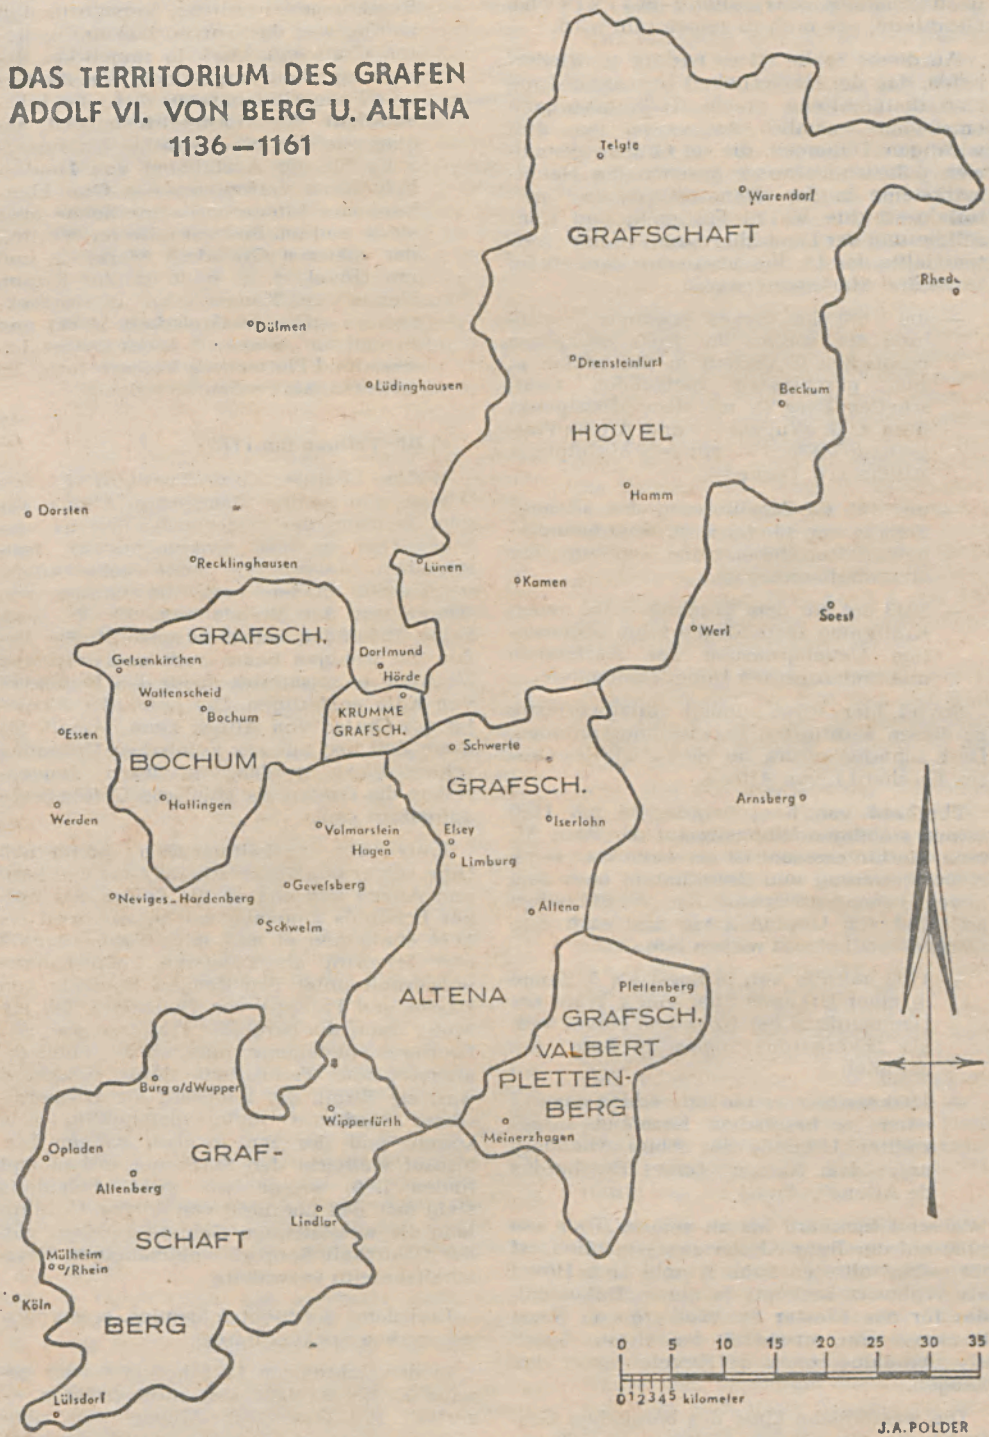 DAS TERRITORIUM DES GRAFEN
ADOLF VI. VON BERG U. ALTENA
1136–1161
Telgte
Warendorf
GRAFSCHAFT
Rheda
Dülmen
Drensteinfurt
Lüdinghausen
Beckum
HÖVEL
Hamm
Dorsten
Recklinghausen
Lünen
Kamen
Soest
GRAFSCH.
Werl
Dortmund
Gelsenkirchen
Hörde
Wattenscheid
Bochum
KRUMME
GRAFSCH.
Essen
Schwerte
BOCHUM
GRAFSCH.
Hattingen
Arnsberg
Werden
Volmarstein
Elsey
Iserlohn
Hagen
Limburg
Gevelsberg
Neviges-Hardenberg
Altena
Schwelm
ALTENA
Plettenberg
GRAFSCH.
VALBERT
PLETTEN-
BERG
Burg a/d Wupper
Wipperfürth
Meinerzhagen
Opladen
GRAF-
Altenberg
Lindlar
SCHAFT
Mülheim
a/Rhein
Köln
BERG
0 5 10 15 20 25 30 35
Lülsdorf
0 1 2 3 4 5 kilometer
J.A.POLDER